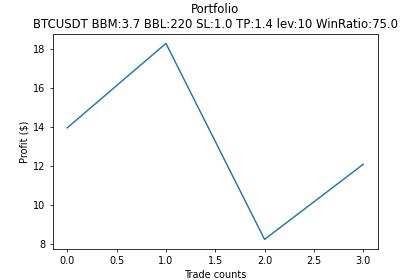 Portfolio
BTCUSDT BBM:3.7 BBL:220 SL:1.0 TP:1.4 lev:10 WinRatio:75.0
18
16
14
12
10
8
Profit ($)
0.0 0.5 1.0 1.5 2.0 2.5 3.0
Trade counts